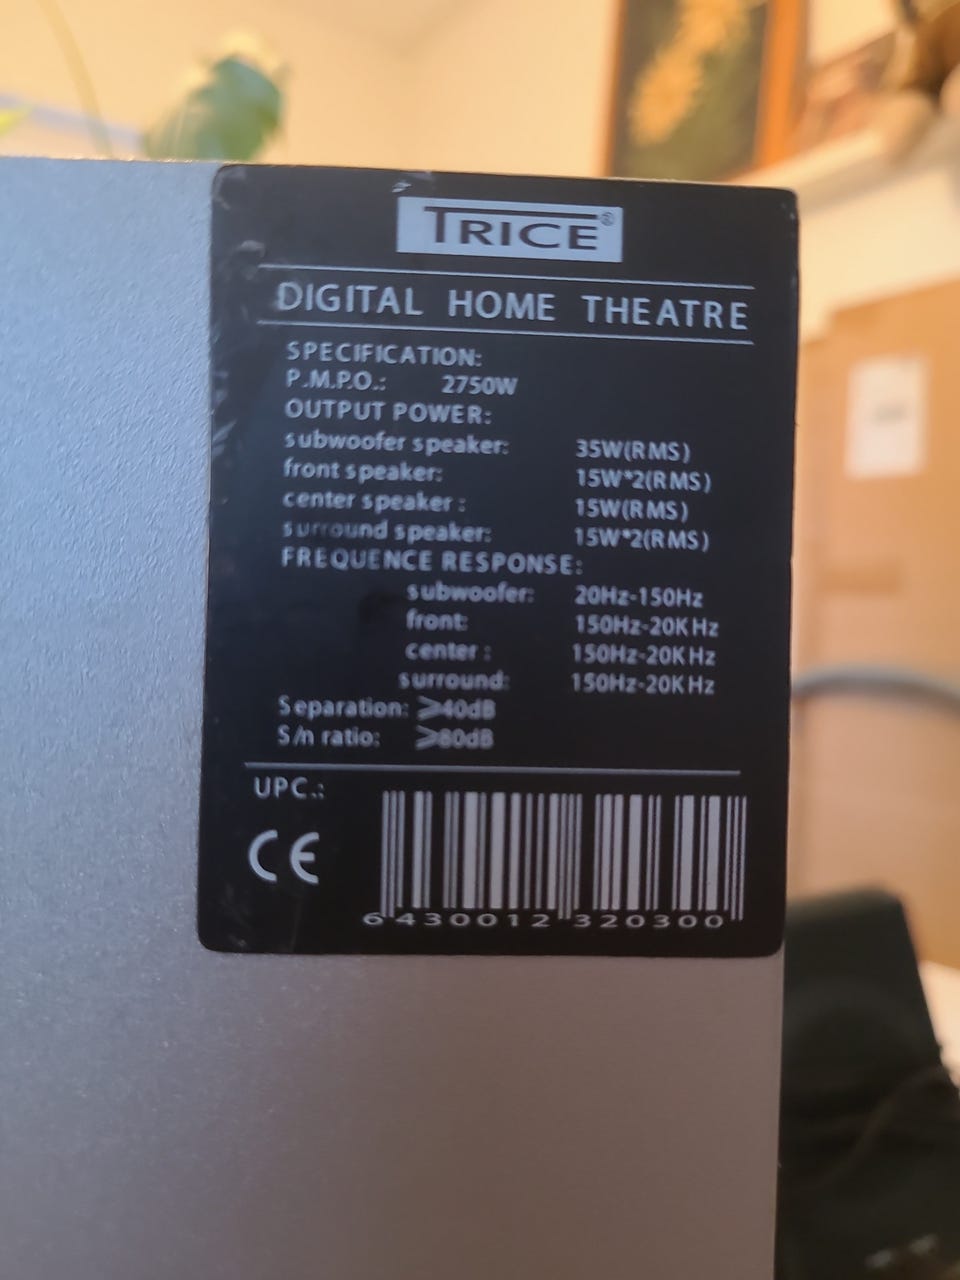 TRICE®
DIGITAL HOME THEATRE
SPECIFICATION:
P.M.P.O.: 2750W
OUTPUT POWER:
subwoofer speaker: 35W(RMS)
front speaker: 15W*2(RMS)
center speaker : 15W(RMS)
surround speaker: 15W*2(RMS)
FREQUENCE RESPONSE:
subwoofer: 20Hz-150Hz
front: 150Hz-20KHz
center : 150Hz-20KHz
surround: 150Hz-20KHz
Separation: ⩾40dB
S/n ratio: ⩾80dB
UPC.:
CE
6 430012 320300